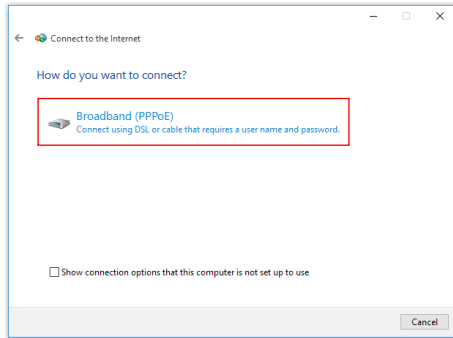 Connect to the Internet
How do you want to connect?
Broadband (PPPoE)
Connect using DSL or cable that requires a user name and password.
Show connection options that this computer is not set up to use
Cancel